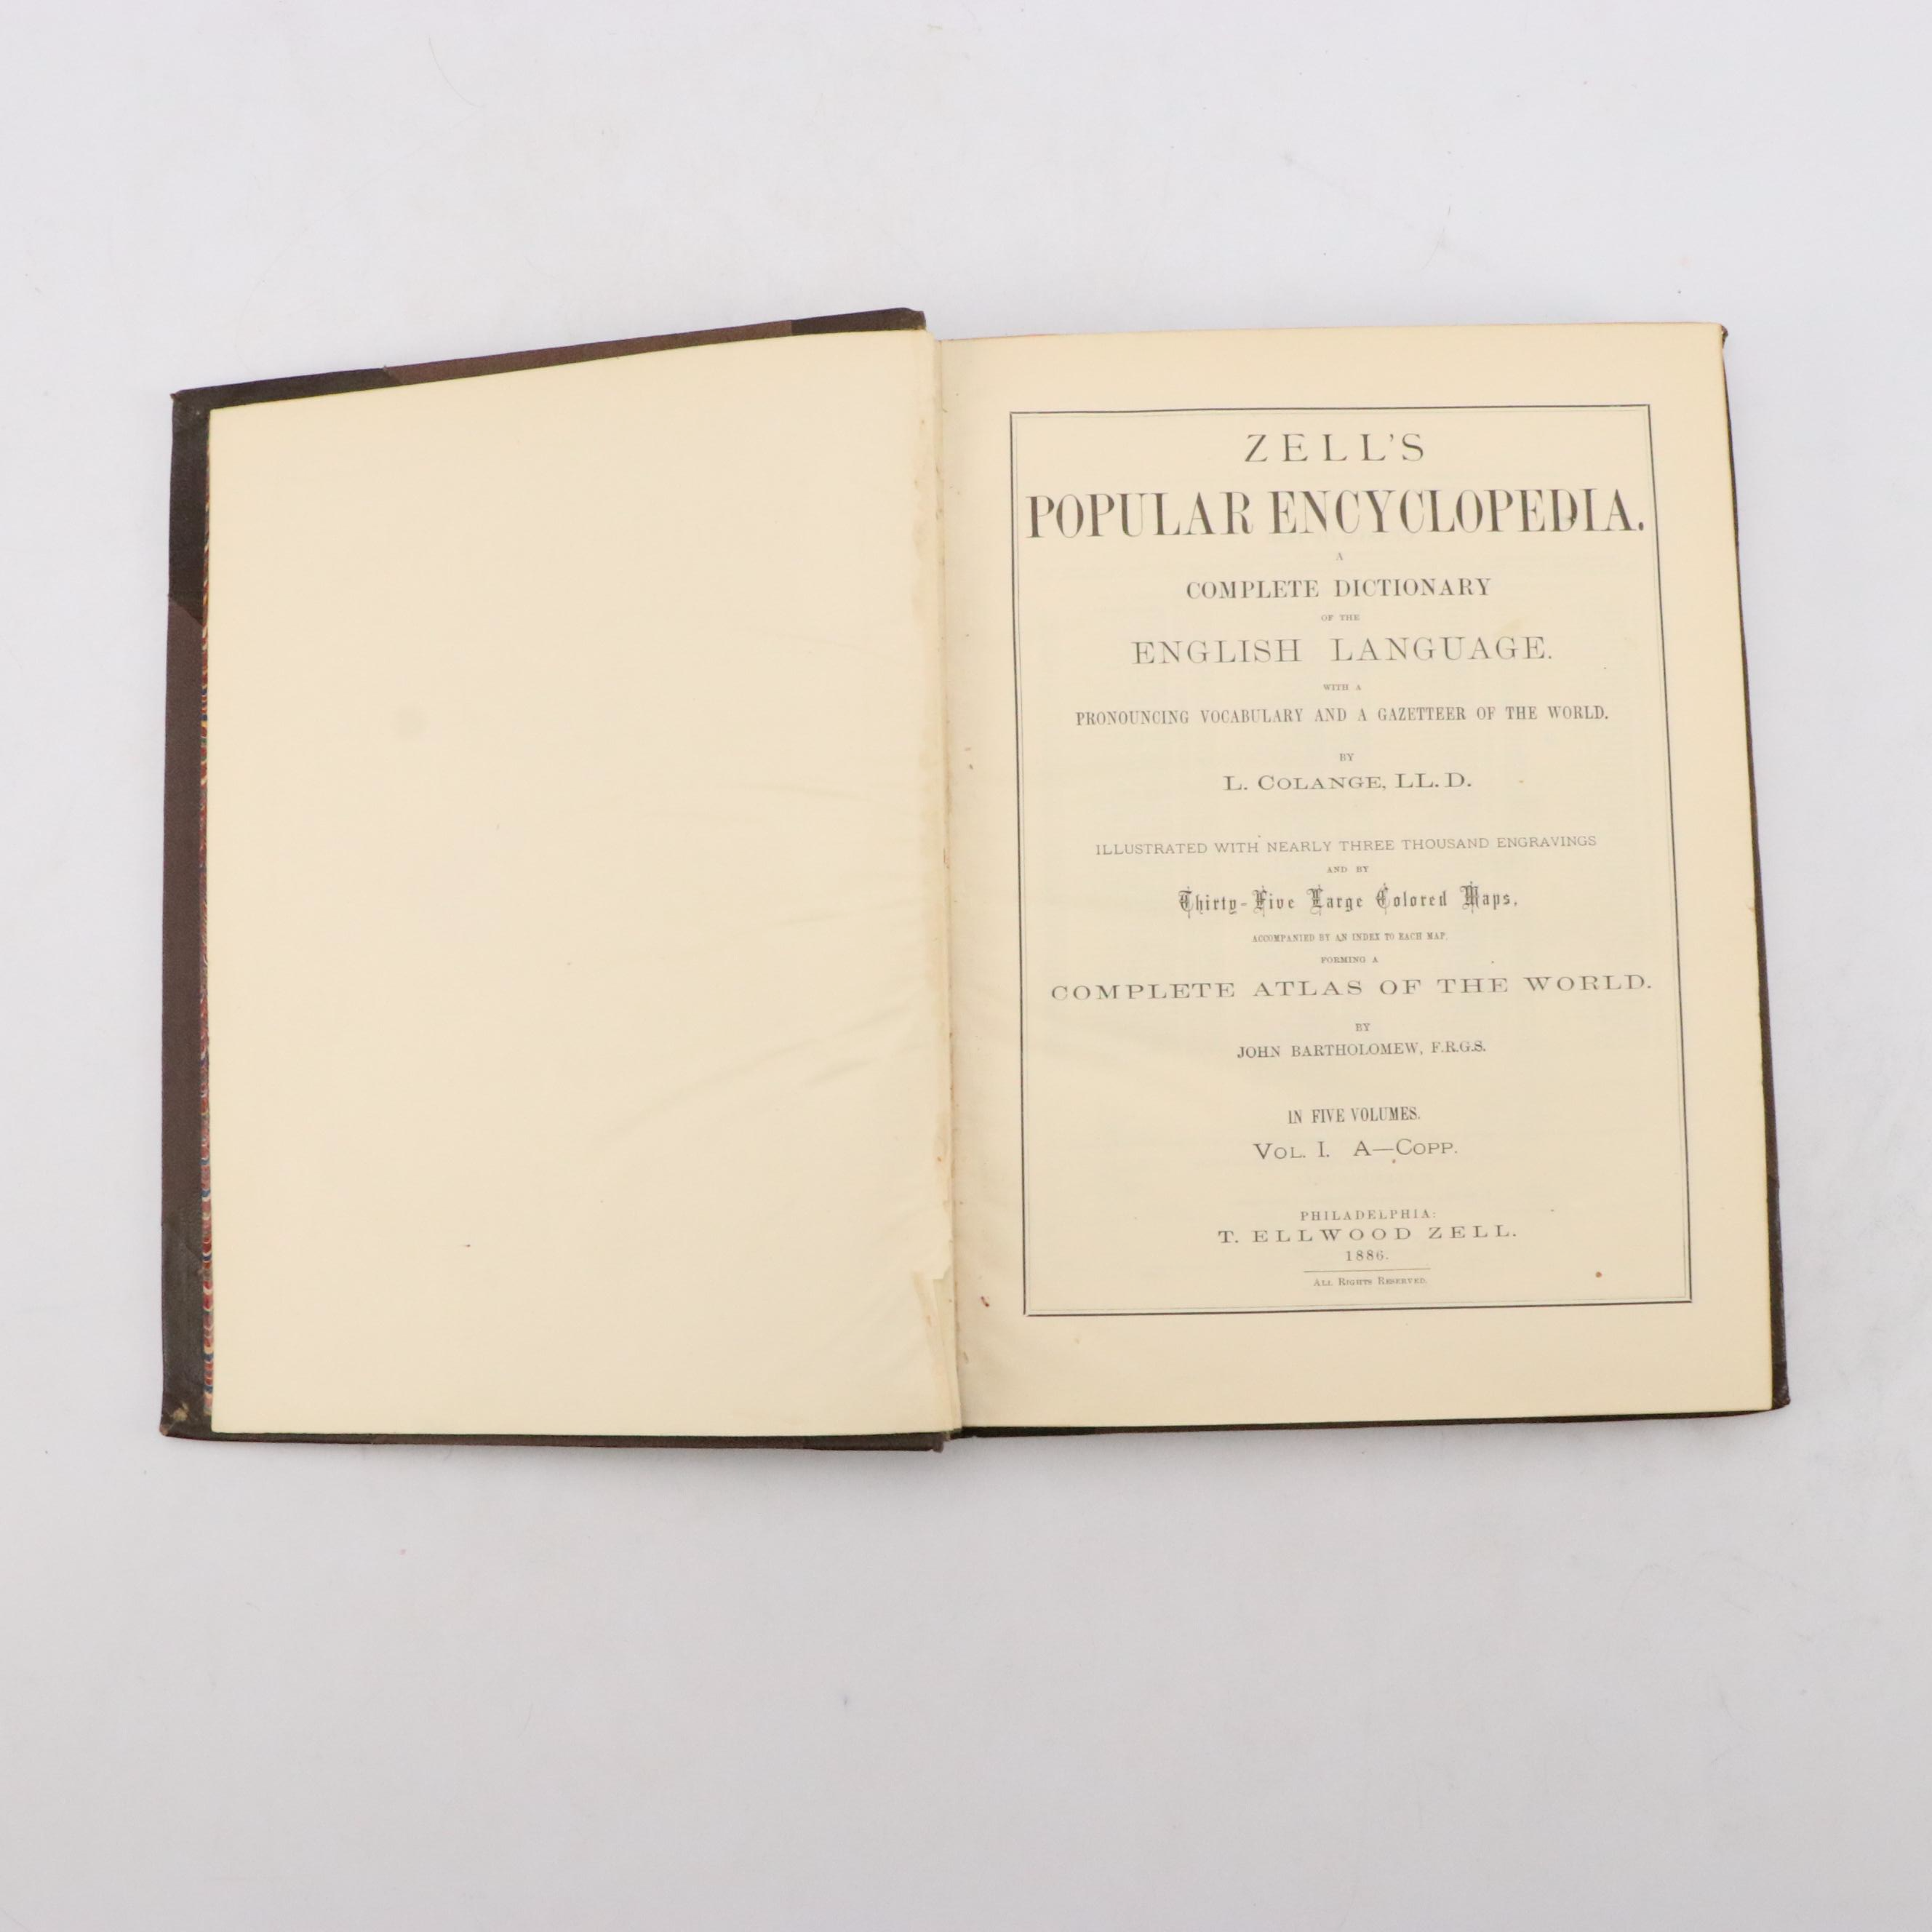 ZELL'S
POPULAR ENCYCLOPEDIA.
A
COMPLETE DICTIONARY
OF THE
ENGLISH LANGUAGE.
WITH A
PRONOUNCING VOCABULARY AND A GAZETTEER OF THE WORLD.
BY
L. COLANGE, LL.D.
ILLUSTRATED WITH NEARLY THREE THOUSAND ENGRAVINGS
AND BY
Thirty-Five Large Colored Maps,
ACCOMPANIED BY AN INDEX TO EACH MAP.
FORMING A
COMPLETE ATLAS OF THE WORLD.
BY
JOHN BARTHOLOMEW, F.R.G.S.
IN FIVE VOLUMES.
VOL. I. A—COPP.
PHILADELPHIA:
T. ELLWOOD ZELL.
1886.
ALL RIGHTS RESERVED.